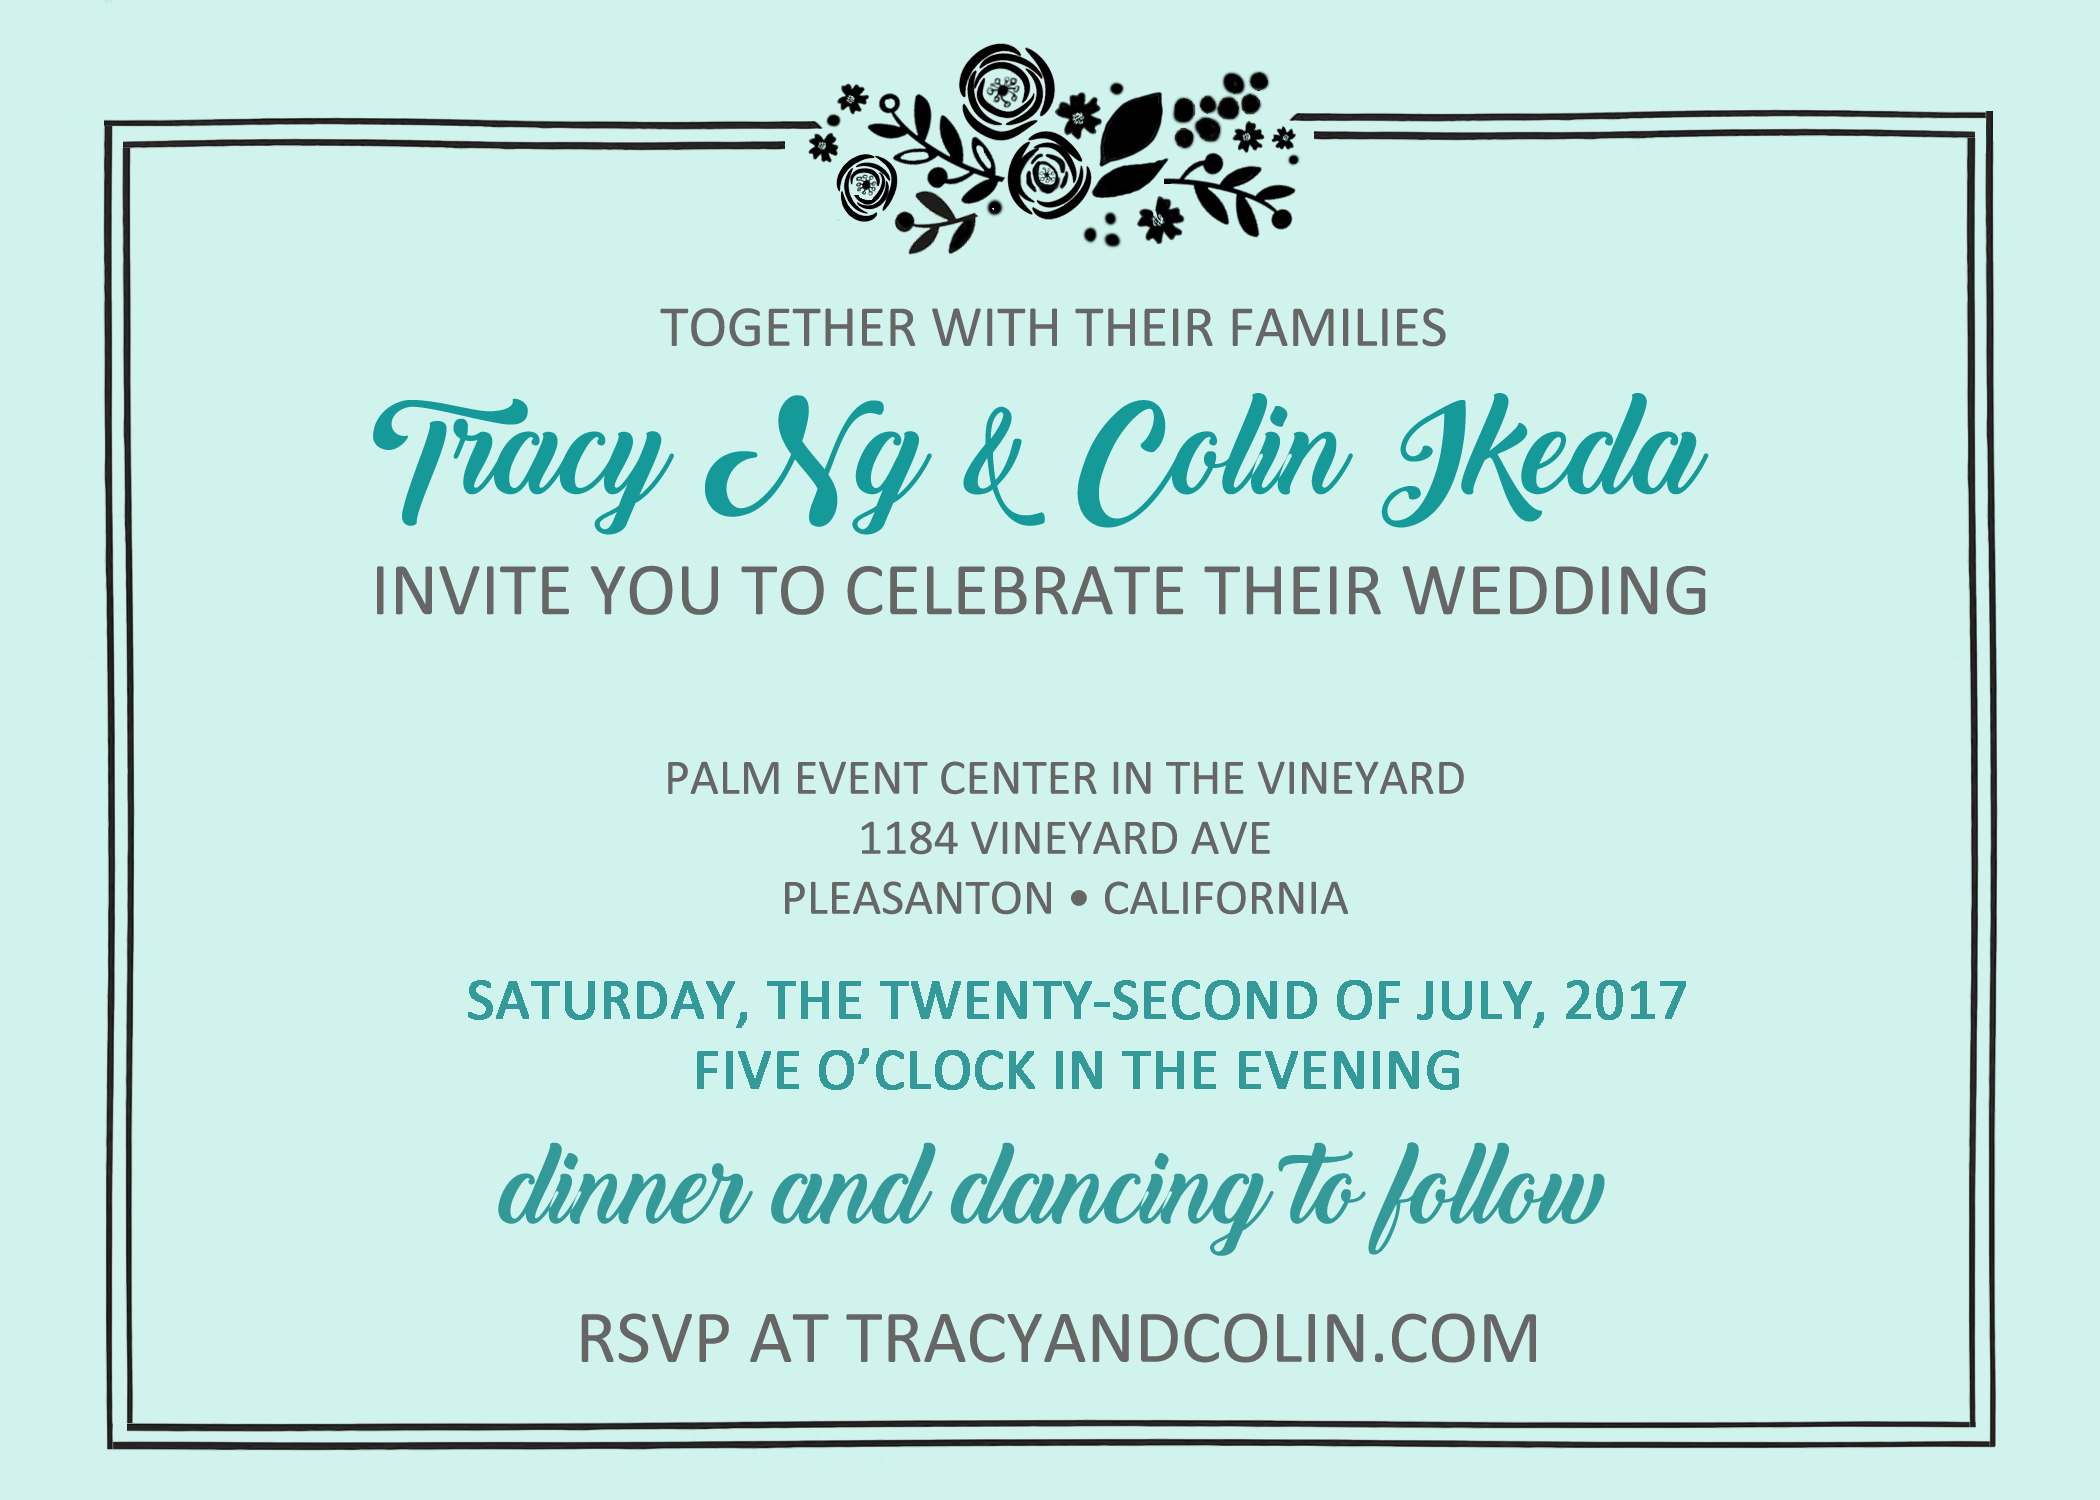 TOGETHER WITH THEIR FAMILIES
Tracy Ng & Colin Ikeda
INVITE YOU TO CELEBRATE THEIR WEDDING
PALM EVENT CENTER IN THE VINEYARD
1184 VINEYARD AVE
PLEASANTON • CALIFORNIA
SATURDAY, THE TWENTY-SECOND OF JULY, 2017
FIVE O’CLOCK IN THE EVENING
dinner and dancing to follow
RSVP AT TRACYANDCOLIN.COM